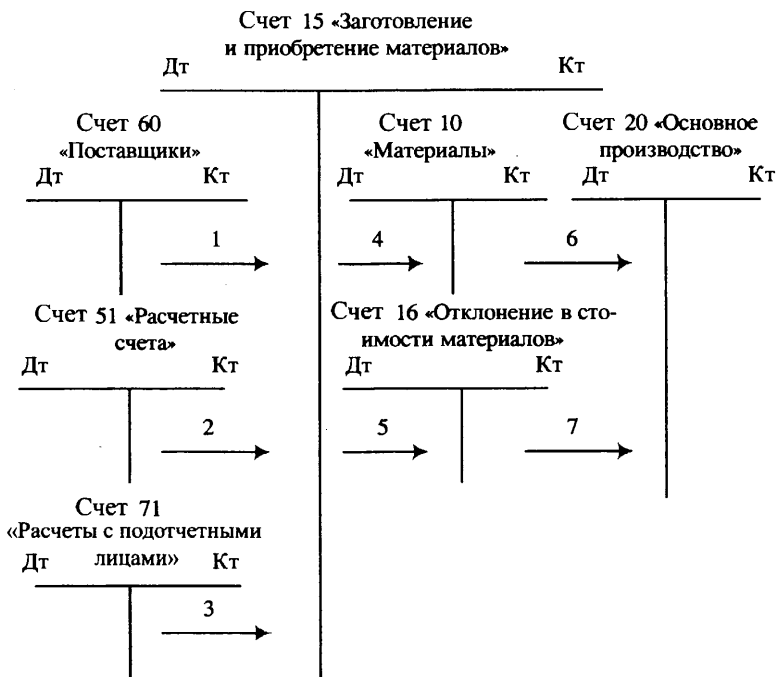 Счет 15 «Заготовление
и приобретение материалов»
Дт Кт
Счет 60
«Поставщики»
Дт Кт
Счет 10
«Материалы»
Дт Кт
Счет 20 «Основное
производство»
Дт Кт
1
4
6
Счет 51 «Расчетные
счета»
Дт Кт
Счет 16 «Отклонение в сто-
имости материалов»
Дт Кт
2
5
7
Счет 71
«Расчеты с подотчетными
лицами»
Дт Кт
3